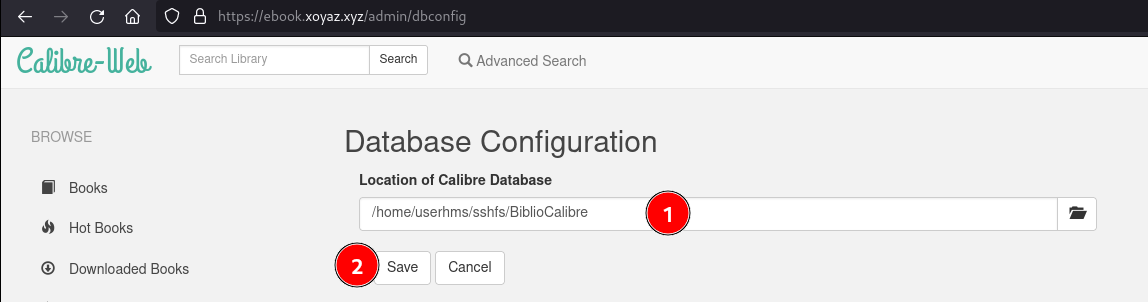 https://ebook.xoyaz.xyz/admin/dbconfig
Calibre-Web
Search Library
Search
Advanced Search
BROWSE
Books
Hot Books
Downloaded Books
Database Configuration
Location of Calibre Database
/home/userhms/sshfs/BiblioCalibre
1
2
Save
Cancel